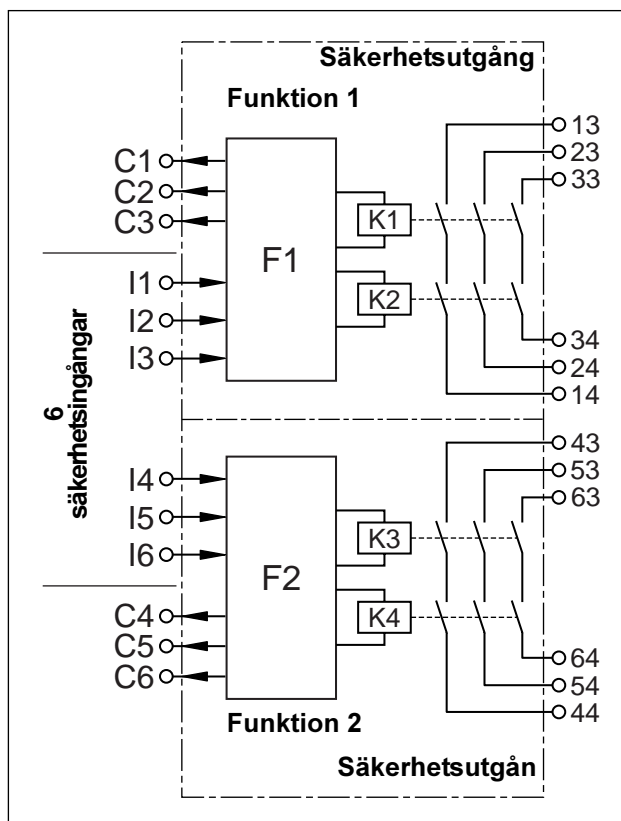 Säkerhetsutgång
Funktion 1
13
23
33
C1
C2
C3
K1
F1
I1
K2
I2
I3
34
24
14
6
säkerhetsingångar
43
53
63
I4
I5
K3
I6
F2
C4
K4
C5
C6
64
54
44
Funktion 2
Säkerhetsutgån